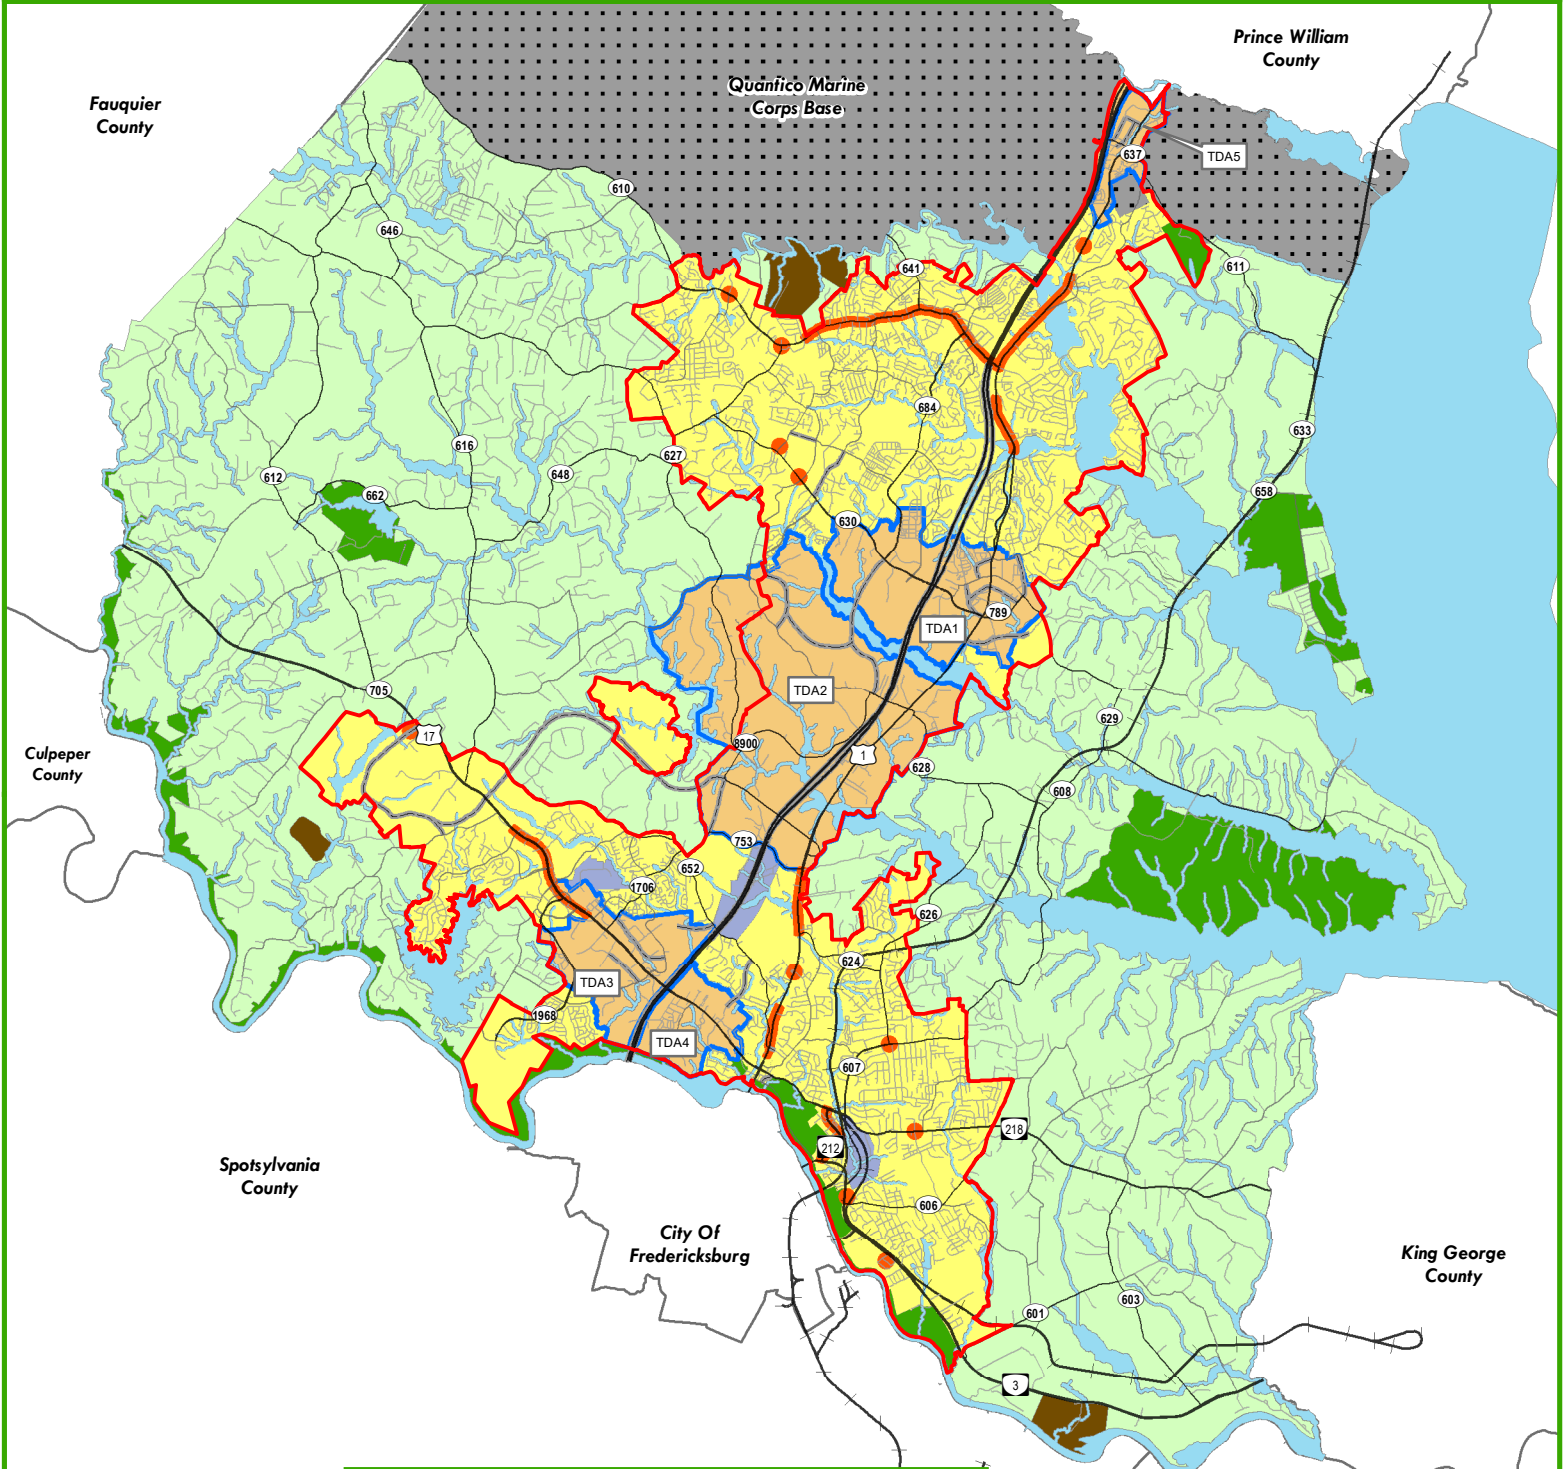 Prince William
County
Quantico Marine
Corps Base
Fauquier
County
637
TDA5
610
646
641
611
684
633
616
627
648
612
662
658
630
789
TDA1
TDA2
705
17
8900
1
629
628
Culpeper
County
608
753
652
1706
626
624
TDA3
1968
TDA4
607
218
212
Spotsylvania
County
606
City Of
Fredericksburg
King George
County
603
601
3